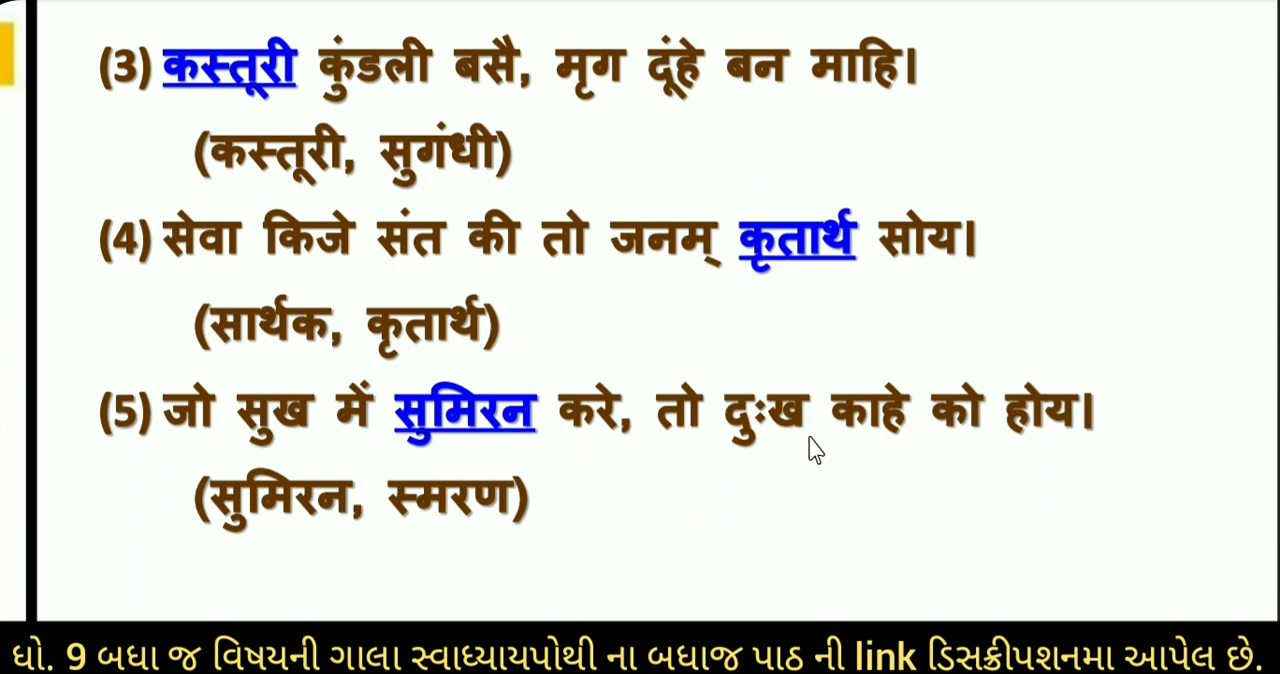 (3) कस्तूरी कुंडली बसै, मृग ढूंहे बन माहि।
(कस्तूरी, सुगंधी)
(4) सेवा किजे संत की तो जनम् कृतार्थ सोय।
(सार्थक, कृतार्थ)
(5) जो सुख में सुमिरन करे, तो दुःख काहे को होय।
(सुमिरन, स्मरण)
ધો. 9 બધા જ વિષયની ગાલા સ્વાધ્યાયપોથી ના બધાજ પાઠ ની link ડિસક્રીપશનમા આપેલ છે.